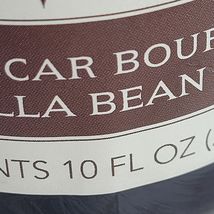 CAR BOU
LLA BEAN
NTS 10 FL OZ (